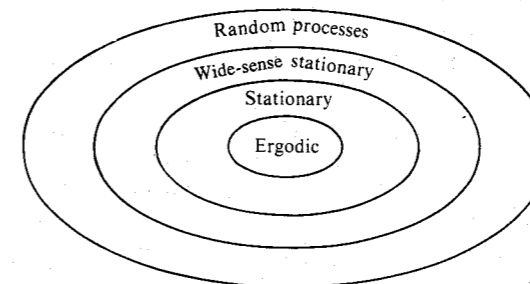 Random processes
Wide-sense stationary
Stationary
Ergodic